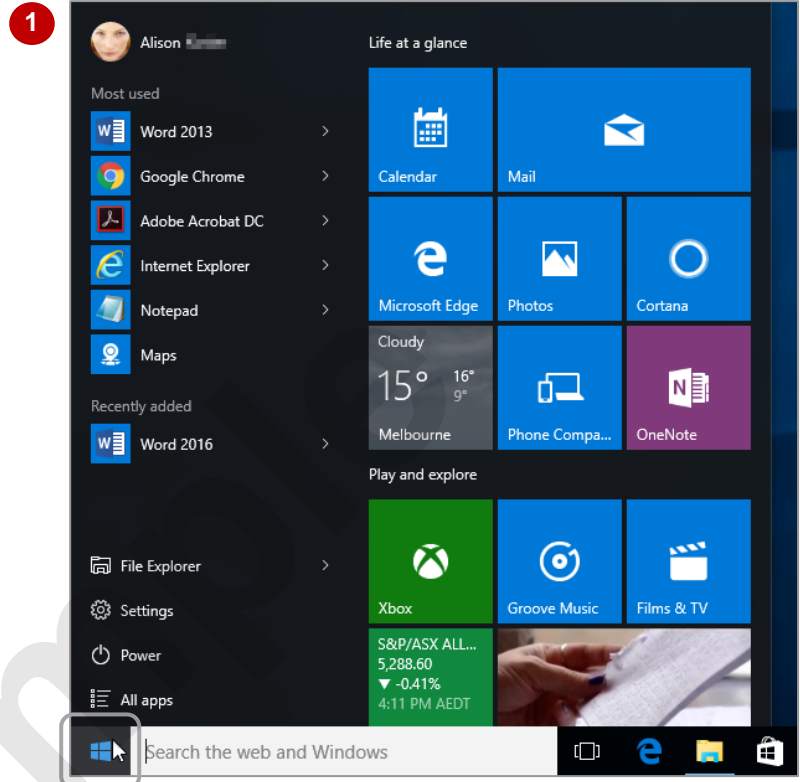 1
Alison
Most used
Word 2013
Google Chrome
Adobe Acrobat DC
Internet Explorer
Notepad
Maps
Recently added
Word 2016
File Explorer
Settings
Power
All apps
Life at a glance
Calendar
Mail
Microsoft Edge
Photos
Cortana
Cloudy
15° 16°
9°
Melbourne
Phone Compa...
OneNote
Play and explore
Xbox
Groove Music
Films & TV
S&P/ASX ALL...
5,288.60
▼ -0.41%
4:11 PM AEDT
Search the web and Windows